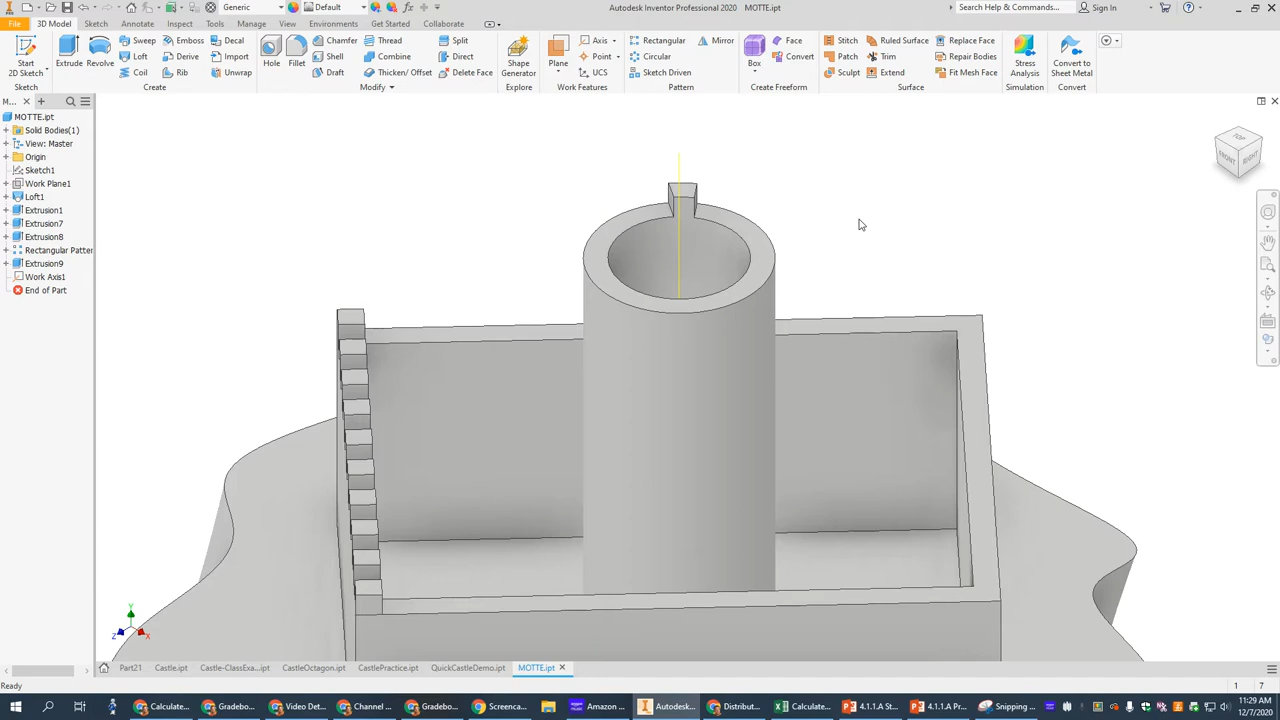 Generic
Default
Autodesk Inventor Professional 2020 MOTTE.ipt
Search Help & Commands...
Sign In
File 3D Model Sketch Annotate Inspect Tools Manage View Environments Get Started Collaborate
Start
2D Sketch
Sketch
Extrude
Revolve
Sweep Emboss Decal
Loft Derive Import
Coil Rib Unwrap
Create
Hole
Fillet
Chamfer Thread Split
Shell Combine Direct
Draft Thicken/ Offset Delete Face
Modify
Shape
Generator
Explore
Plane
Axis
Point
UCS
Work Features
Rectangular Mirror
Circular
Sketch Driven
Pattern
Box
Face
Convert
Create Freeform
Stitch Ruled Surface Replace Face
Patch Trim Repair Bodies
Sculpt Extend Fit Mesh Face
Surface
Stress
Analysis
Simulation
Convert to
Sheet Metal
Convert
M...
MOTTE.ipt
Solid Bodies(1)
View: Master
Origin
Sketch1
Work Plane1
Loft1
Extrusion1
Extrusion7
Extrusion8
Rectangular Patter
Extrusion9
Work Axis1
End of Part
TOP
FRONT
RIGHT
Y
Z
X
Part21 Castle.ipt Castle-ClassExa...ipt CastleOctagon.ipt CastlePractice.ipt QuickCastleDemo.ipt MOTTE.ipt
Ready
1 7
Calculate...
Gradebo...
Video Det...
Channel ...
Gradebo...
Screenca...
Amazon ...
Autodesk...
Distribut...
Calculate...
4.1.1.A St...
4.1.1.A Pr...
Snipping ...
11:29 AM
12/7/2020